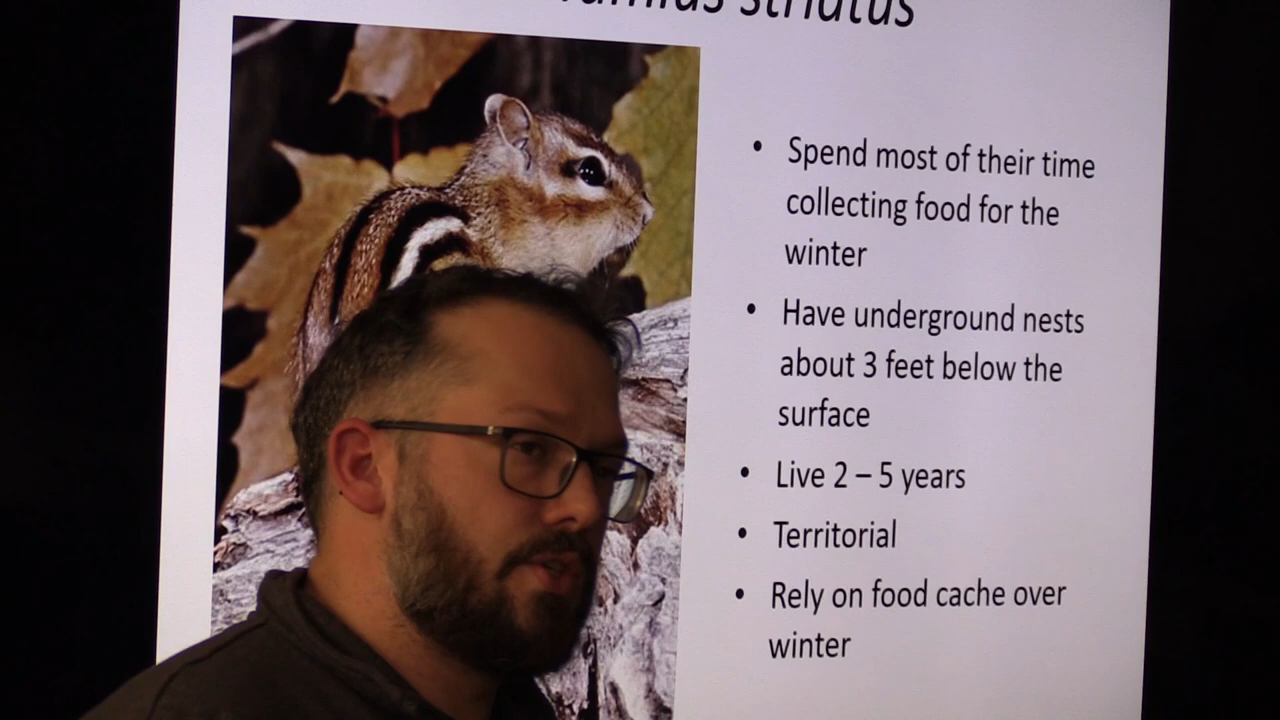 striatus
• Spend most of their time
collecting food for the
winter
• Have underground nests
about 3 feet below the
surface
• Live 2 – 5 years
• Territorial
• Rely on food cache over
winter